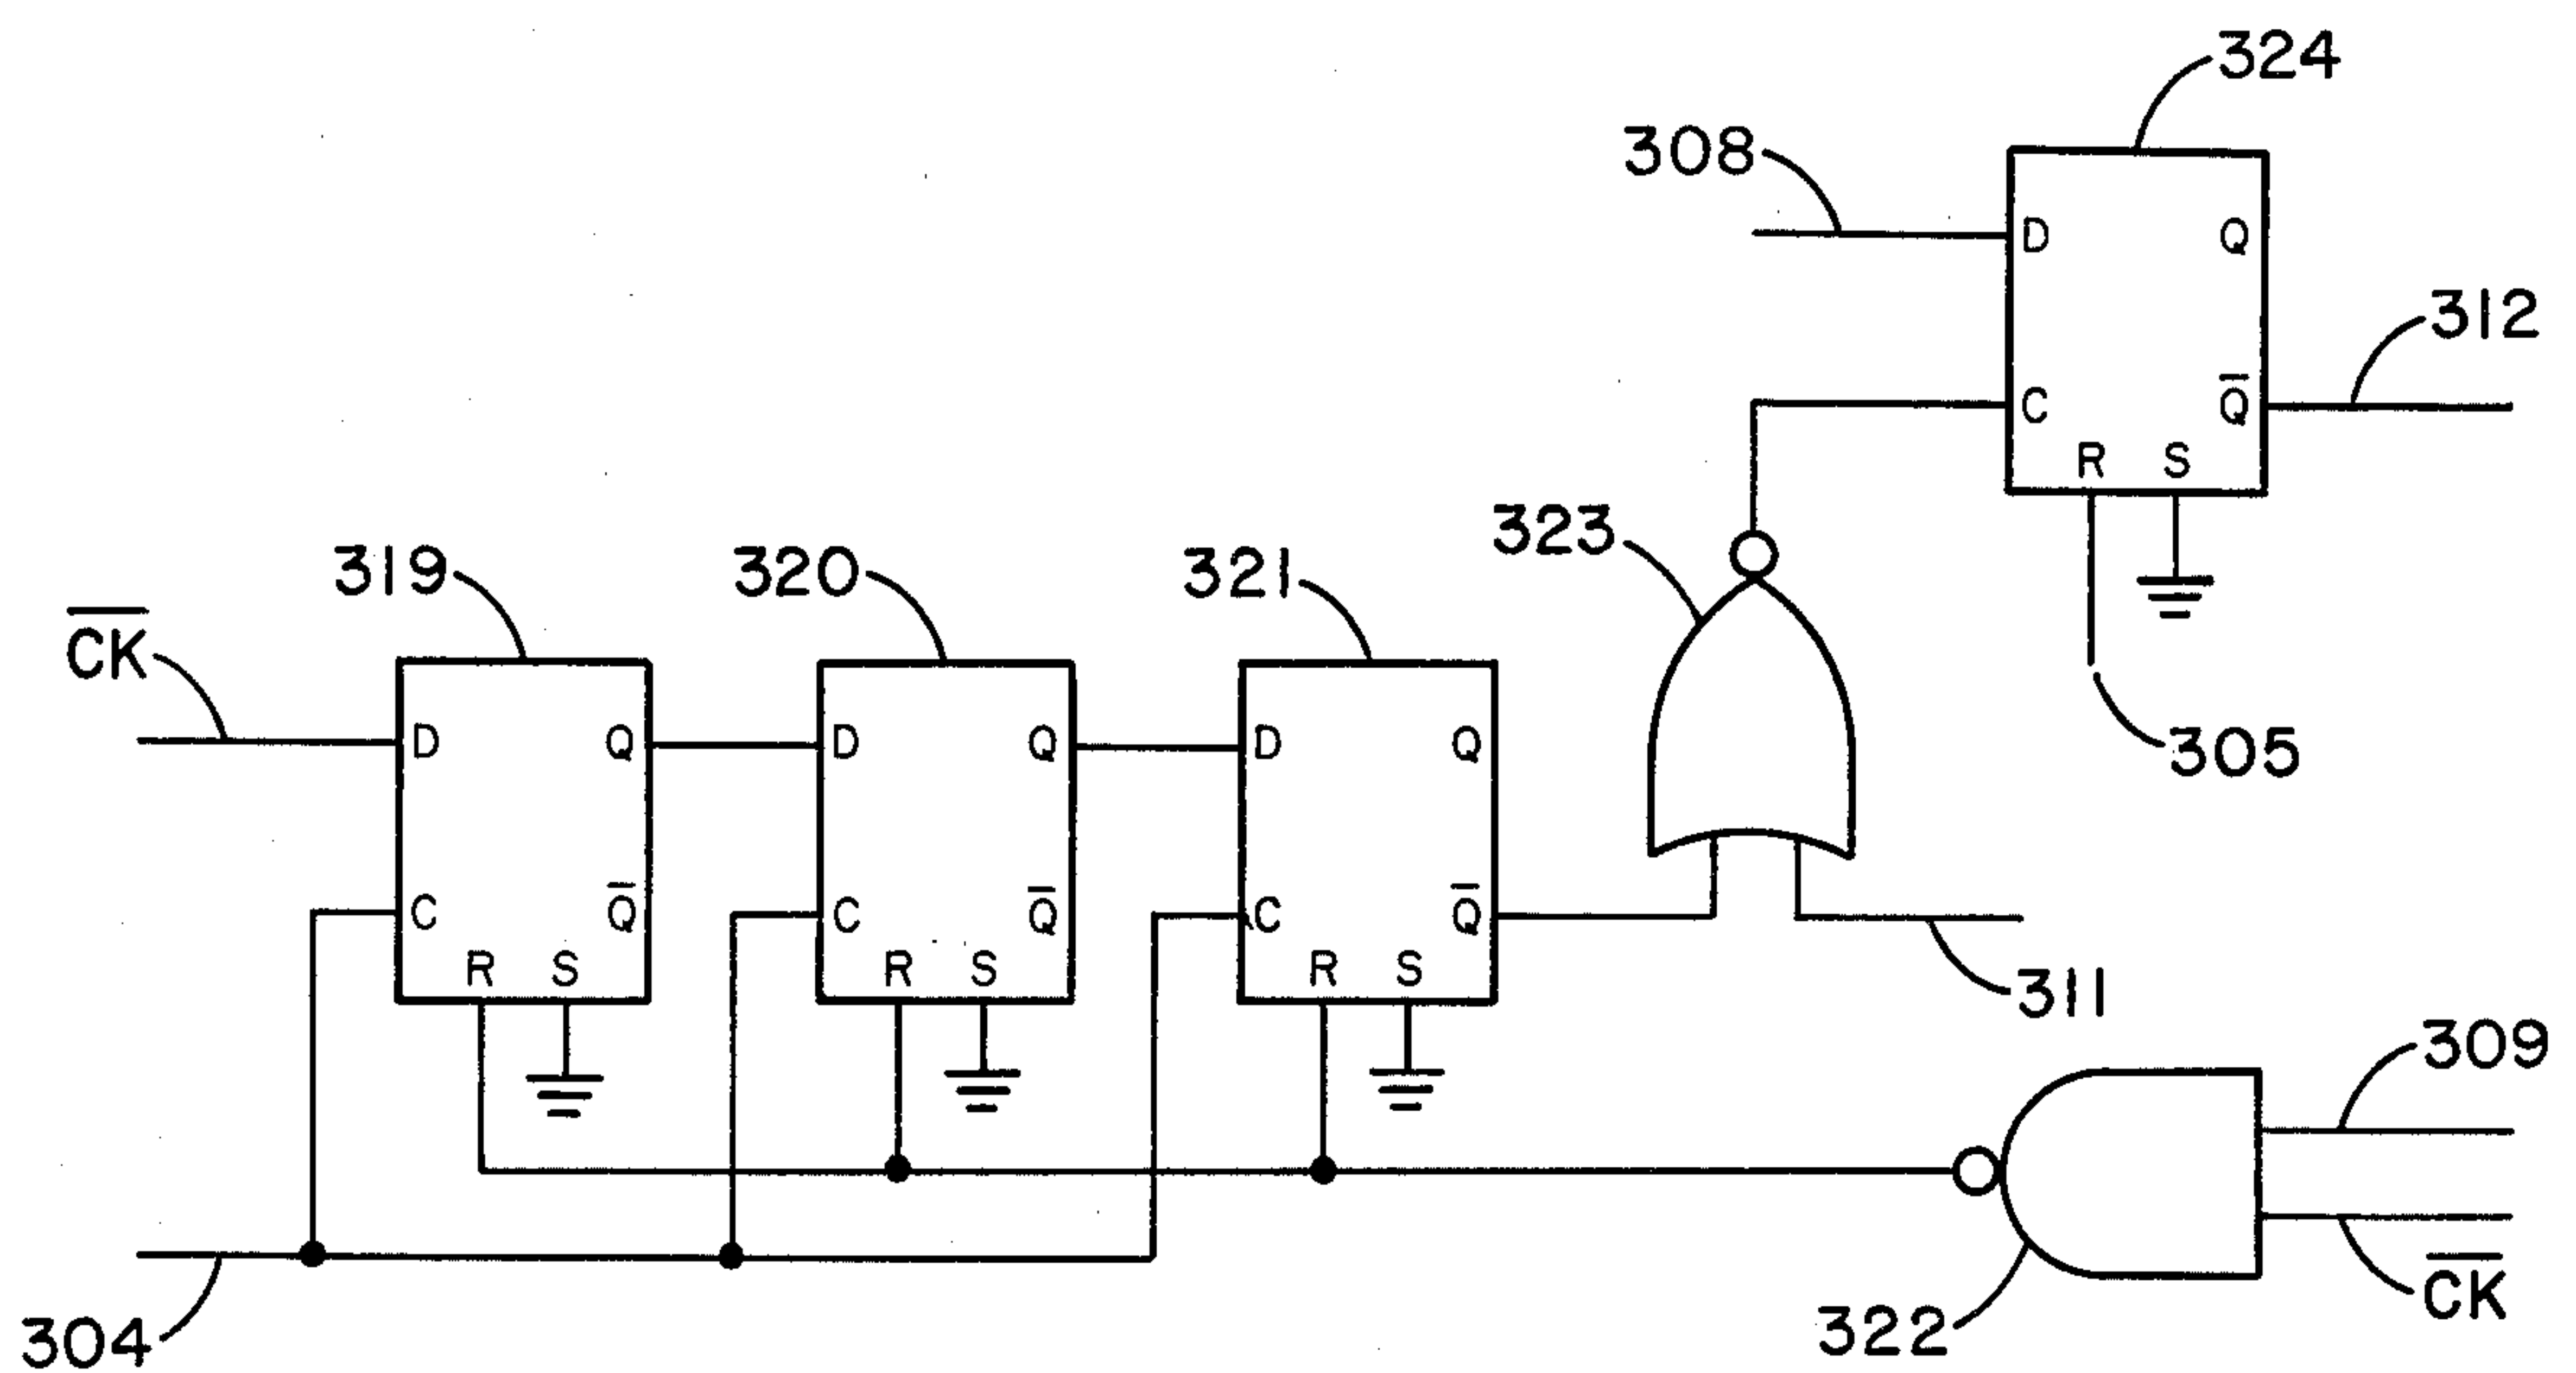 324
308
D Q
312
C Q̅
R S
323
319 320 321
C̅K̅
305
D Q D Q D Q
C Q̅ C Q̅ C Q̅
R S R S R S
311
309
C̅K̅
322
304